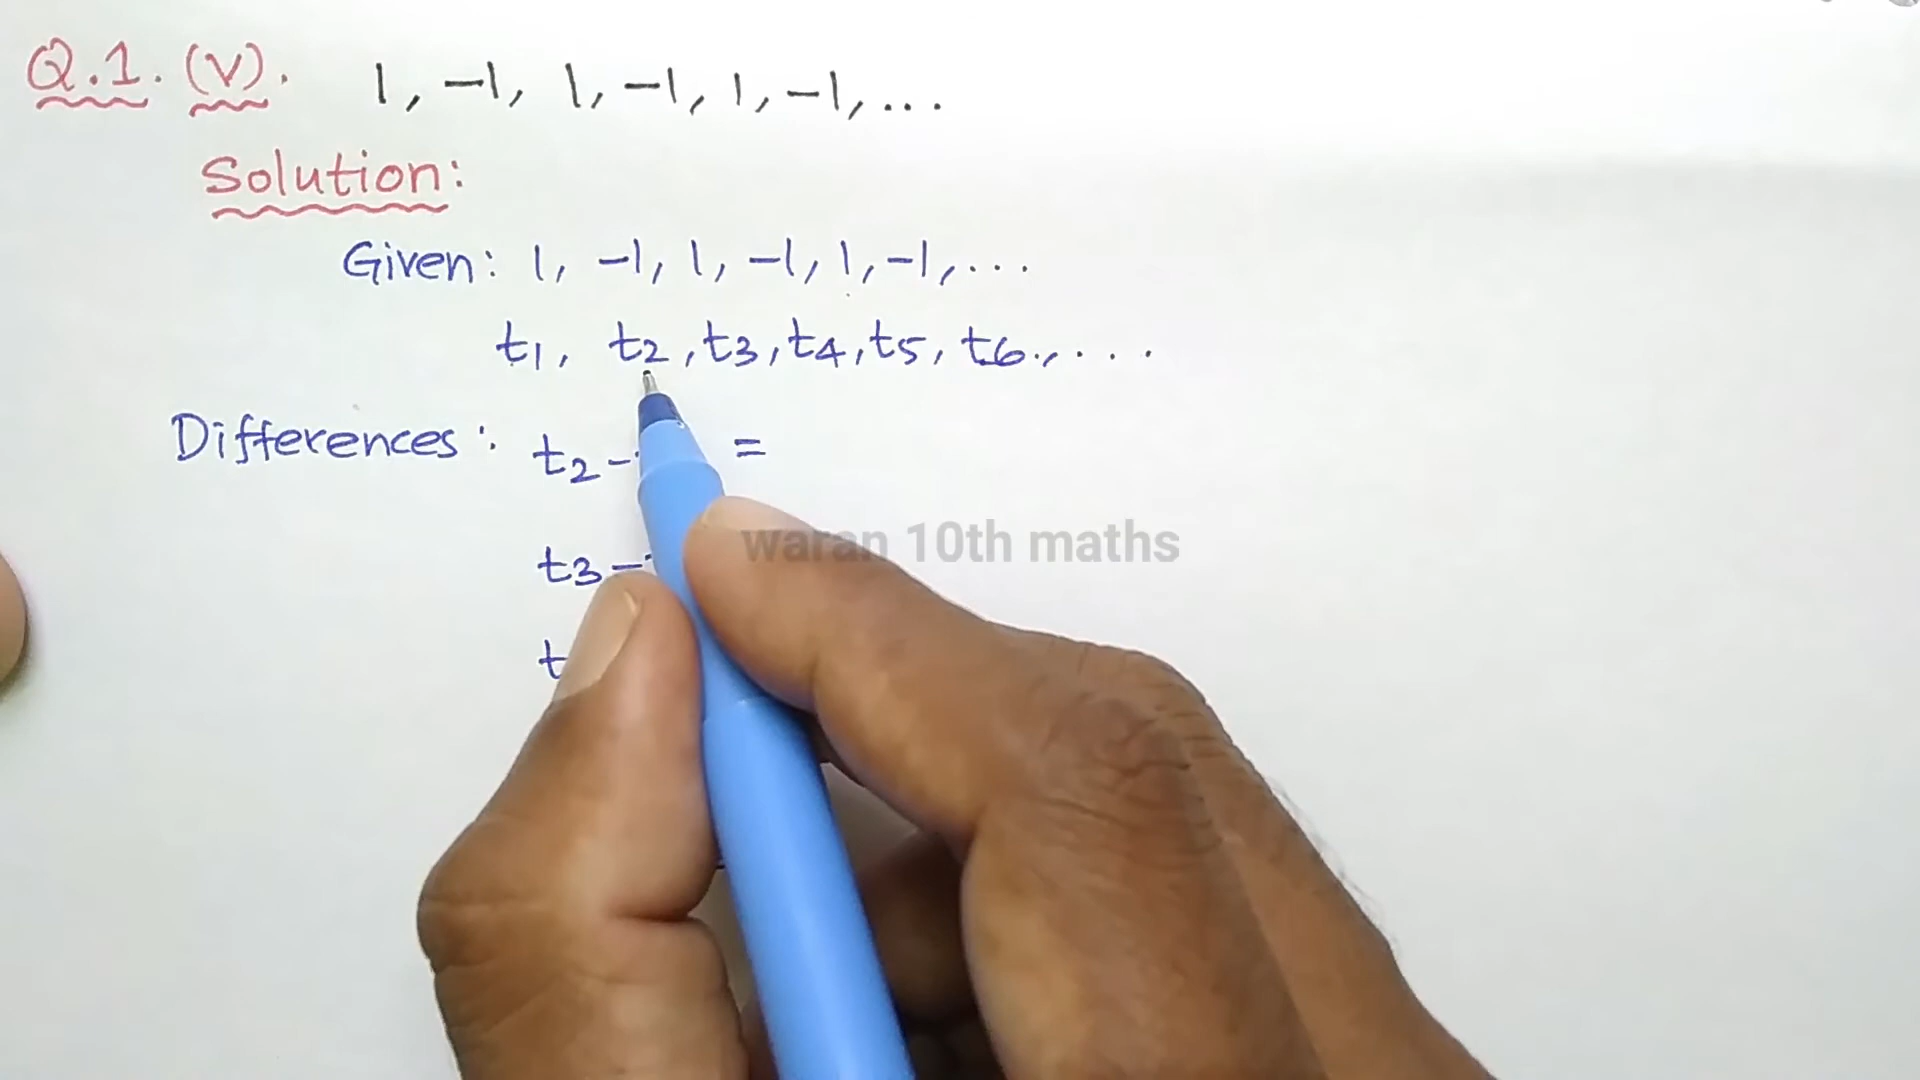 Q.1. (V). 1, -1, 1, -1, 1, -1, ...
Solution:
Given: 1, -1, 1, -1, 1, -1, ...
t1, t2, t3, t4, t5, t6., ...
Differences: t2- =
waran 10th maths
t3-
t